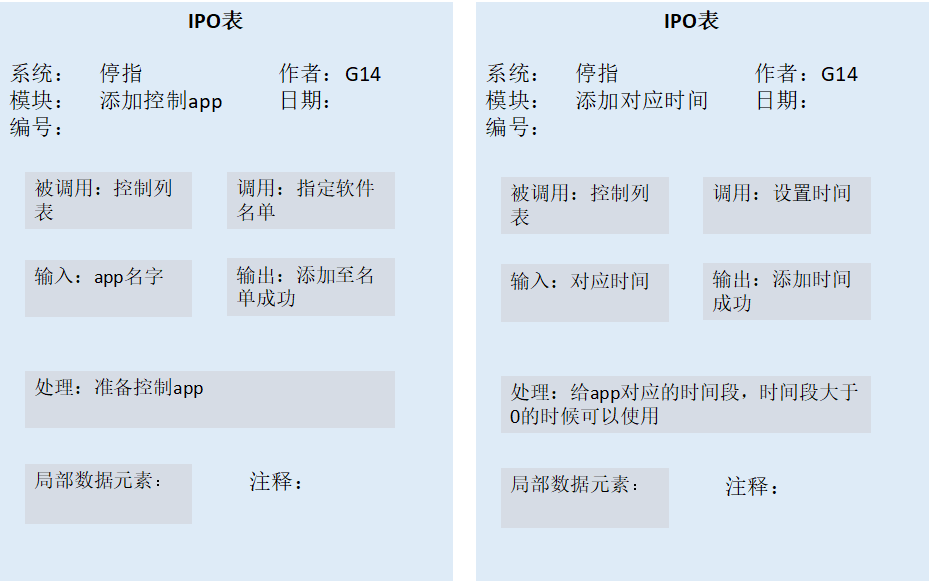 IPO表
系统： 停指 作者：G14
模块： 添加控制app 日期：
编号：
被调用：控制列
表
调用：指定软件
名单
输入：app名字
输出：添加至名
单成功
处理：准备控制app
局部数据元素：
注释：
IPO表
系统： 停指 作者：G14
模块： 添加对应时间 日期：
编号：
被调用：控制列
表
调用：设置时间
输入：对应时间
输出：添加时间
成功
处理：给app对应的时间段，时间段大于
0的时候可以使用
局部数据元素：
注释：